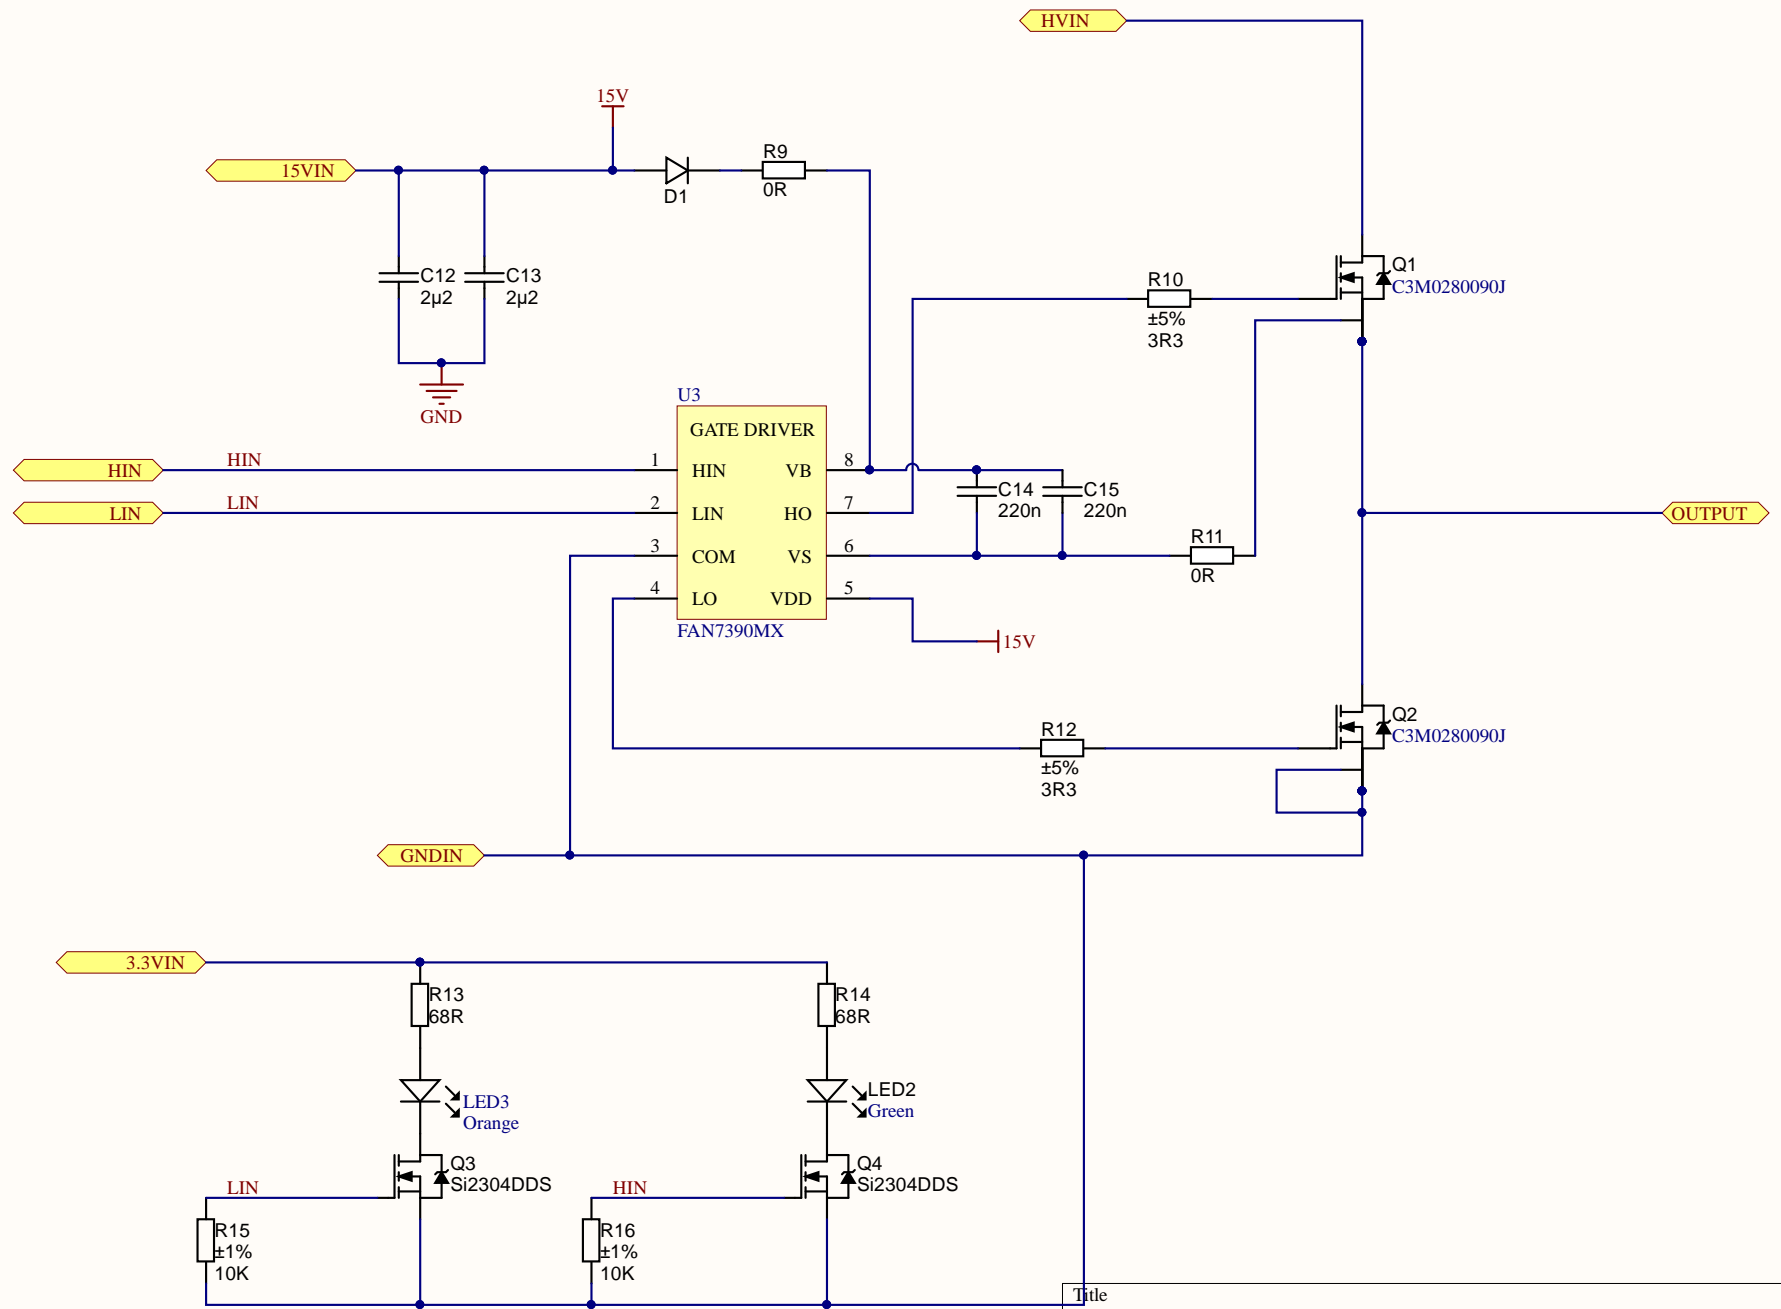 HVIN
15V
15VIN
D1
R9
0R
C12
2µ2
C13
2µ2
GND
Q1
C3M0280090J
R10
±5%
3R3
U3
GATE DRIVER
HIN
HIN
1
HIN
VB
8
LIN
LIN
2
LIN
HO
7
3
COM
VS
6
4
LO
VDD
5
FAN7390MX
C14
220n
C15
220n
R11
0R
15V
OUTPUT
R12
±5%
3R3
Q2
C3M0280090J
GNDIN
3.3VIN
R13
68R
R14
68R
LED3
Orange
LED2
Green
Q3
Si2304DDS
Q4
Si2304DDS
LIN
HIN
R15
±1%
10K
R16
±1%
10K
Title